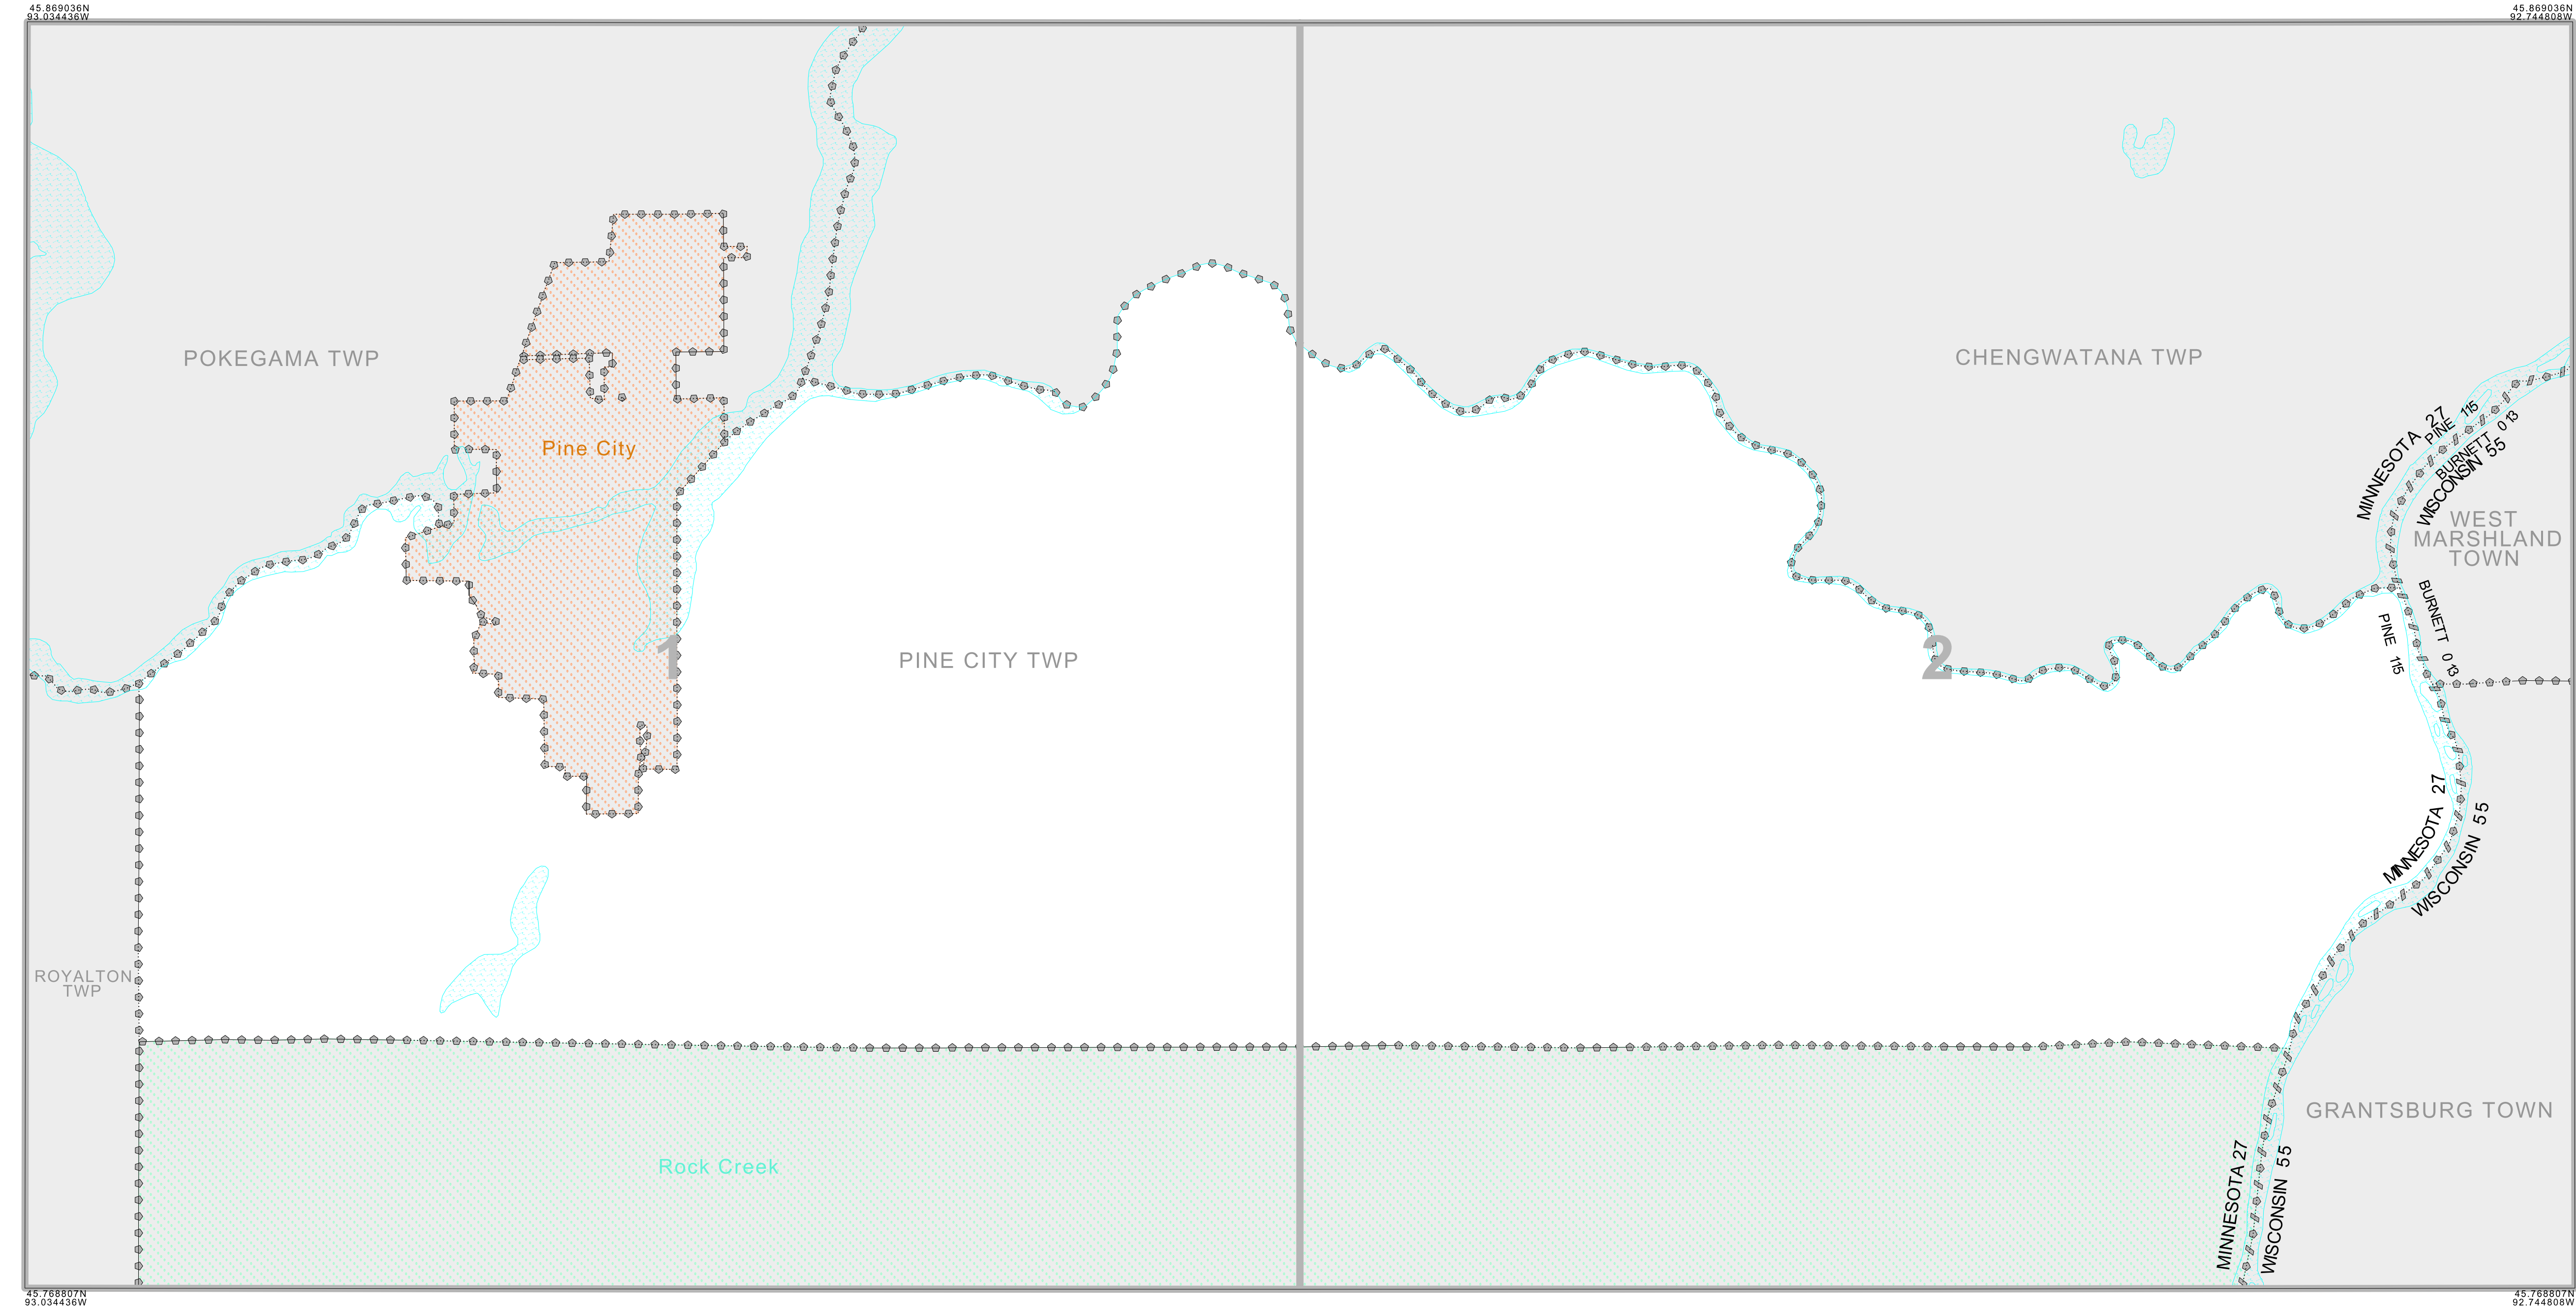 45.869036N
93.034436W
45.869036N
92.744808W
POKEGAMA TWP
CHENGWATANA TWP
MINNESOTA 27
PINE 115
BURNETT 013
WISCONSIN 55
Pine City
WEST
MARSHLAND
TOWN
BURNETT 013
PINE 115
1
PINE CITY TWP
2
MINNESOTA 27
WISCONSIN 55
ROYALTON
TWP
GRANTSBURG TOWN
Rock Creek
MINNESOTA 27
WISCONSIN 55
45.768807N
93.034436W
45.768807N
92.744808W